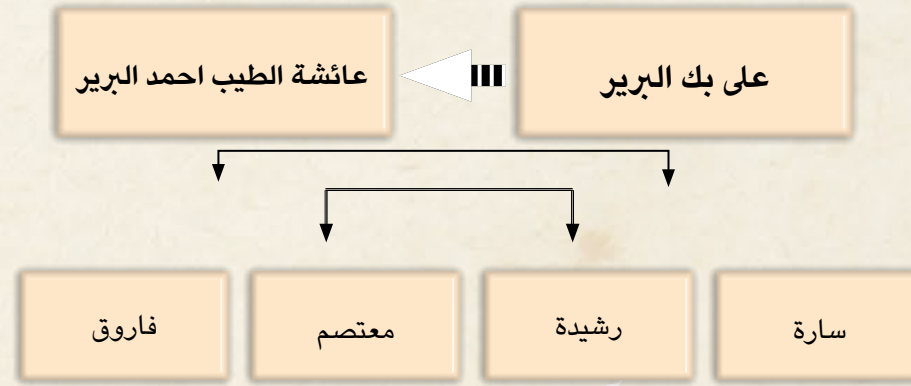 على بك البرير
عائشة الطيب احمد البرير
سارة
رشيدة
معتصم
فاروق